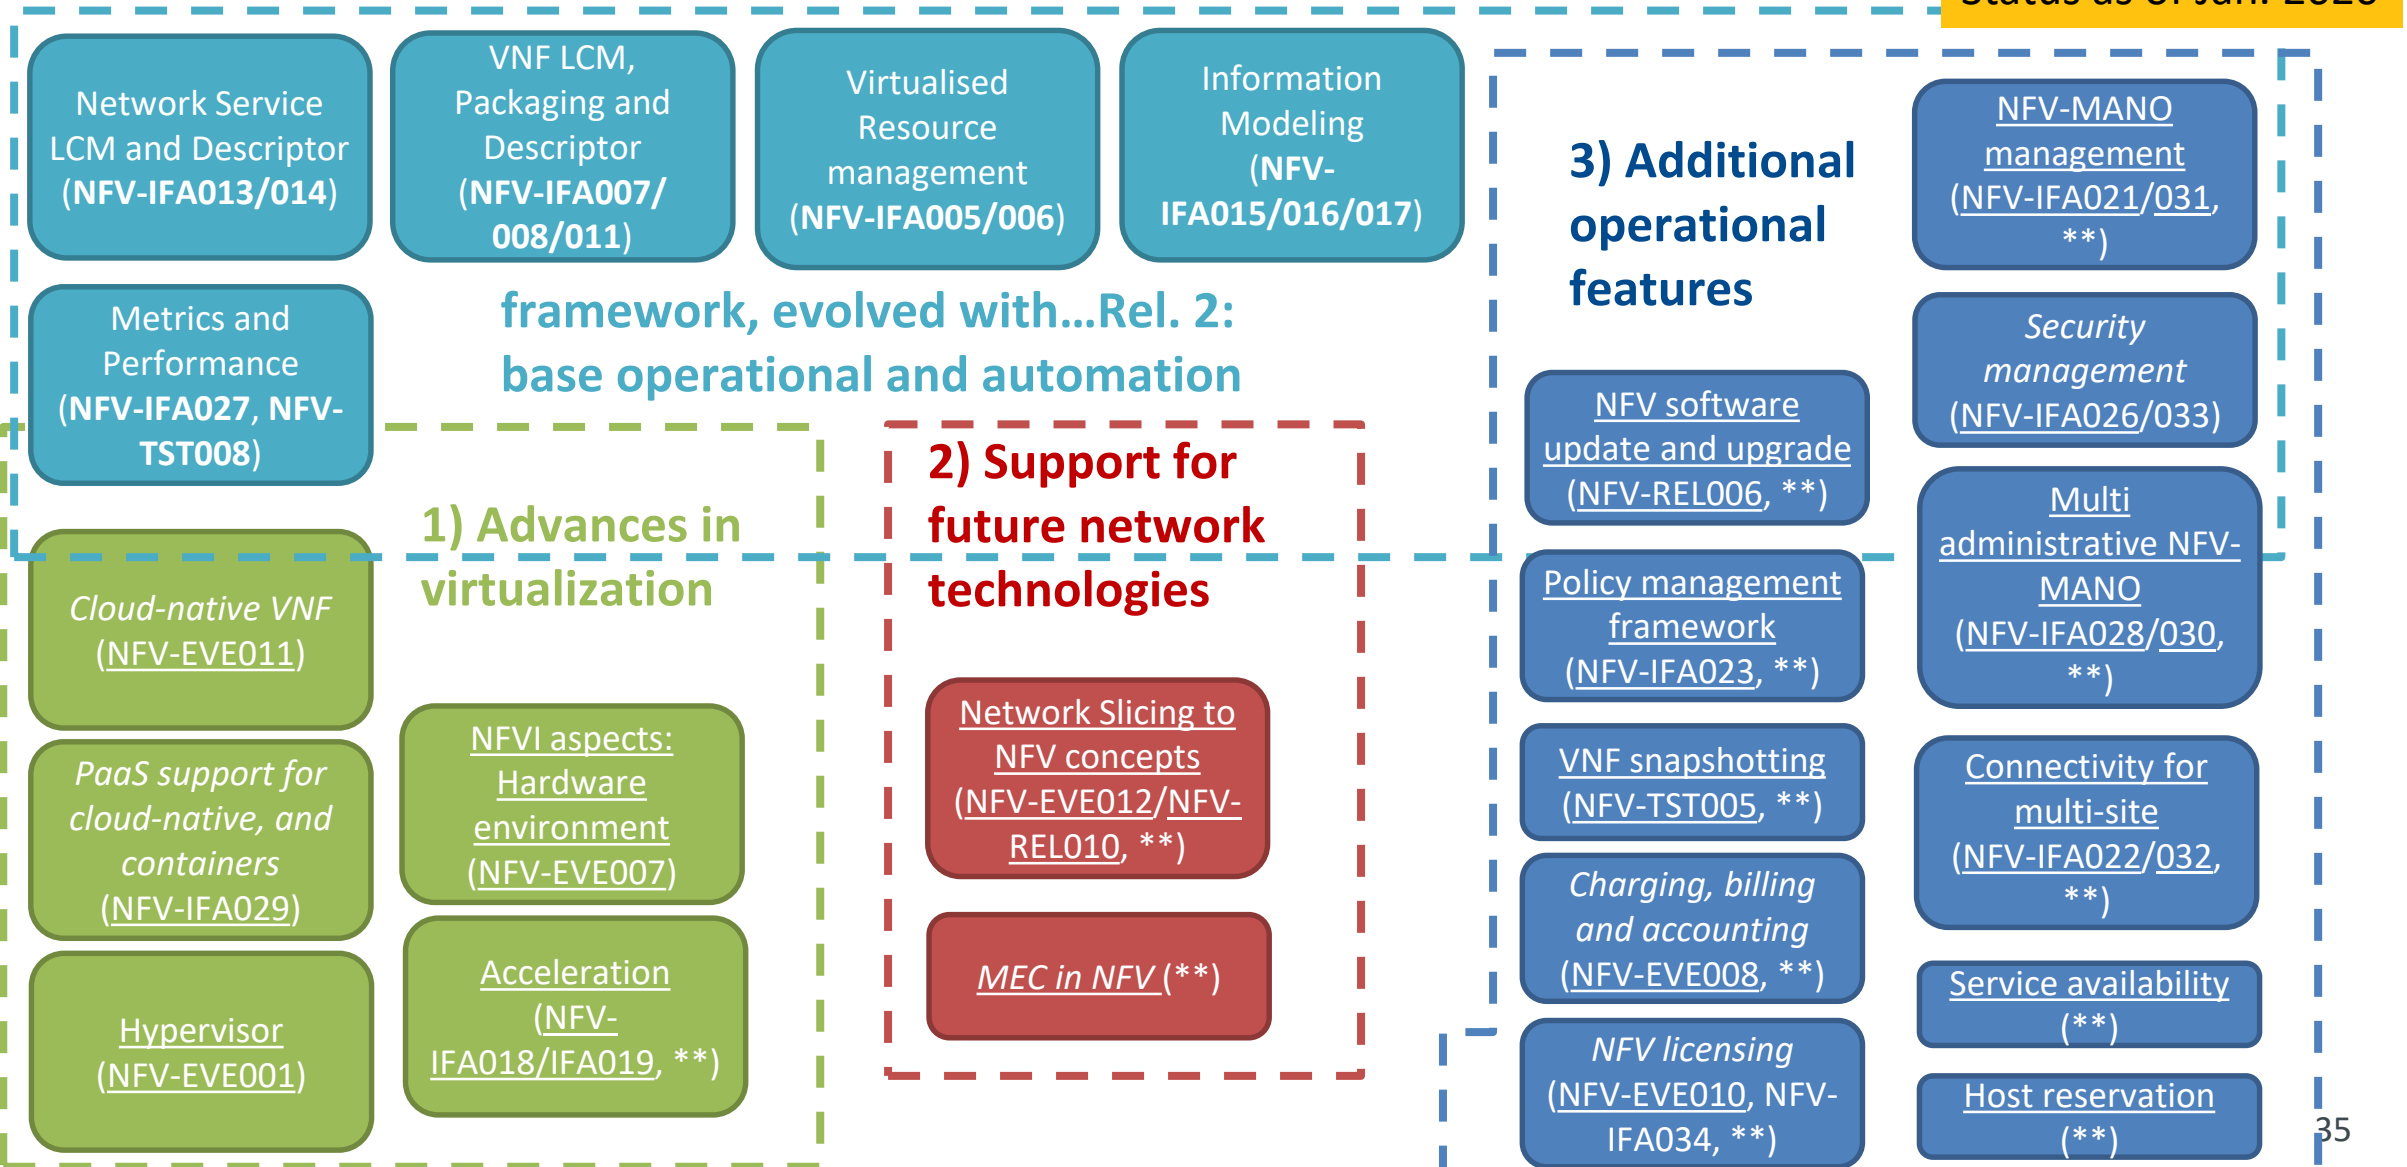 Status as of Jan. 2020
Network Service
LCM and Descriptor
(NFV-IFA013/014)
VNF LCM,
Packaging and
Descriptor
(NFV-IFA007/
008/011)
Virtualised
Resource
management
(NFV-IFA005/006)
Information
Modeling
(NFV-
IFA015/016/017)
Metrics and
Performance
(NFV-IFA027, NFV-
TST008)
framework, evolved with...Rel. 2:
base operational and automation
1) Advances in
virtualization
Cloud-native VNF
(NFV-EVE011)
PaaS support for
cloud-native, and
containers
(NFV-IFA029)
Hypervisor
(NFV-EVE001)
NFVI aspects:
Hardware
environment
(NFV-EVE007)
Acceleration
(NFV-
IFA018/IFA019, **)
2) Support for
future network
technologies
Network Slicing to
NFV concepts
(NFV-EVE012/NFV-
REL010, **)
MEC in NFV (**)
3) Additional
operational
features
NFV software
update and upgrade
(NFV-REL006, **)
Policy management
framework
(NFV-IFA023, **)
VNF snapshotting
(NFV-TST005, **)
Charging, billing
and accounting
(NFV-EVE008, **)
NFV licensing
(NFV-EVE010, NFV-
IFA034, **)
NFV-MANO
management
(NFV-IFA021/031,
**)
Security
management
(NFV-IFA026/033)
Multi
administrative NFV-
MANO
(NFV-IFA028/030,
**)
Connectivity for
multi-site
(NFV-IFA022/032,
**)
Service availability
(**)
Host reservation
(**)
35